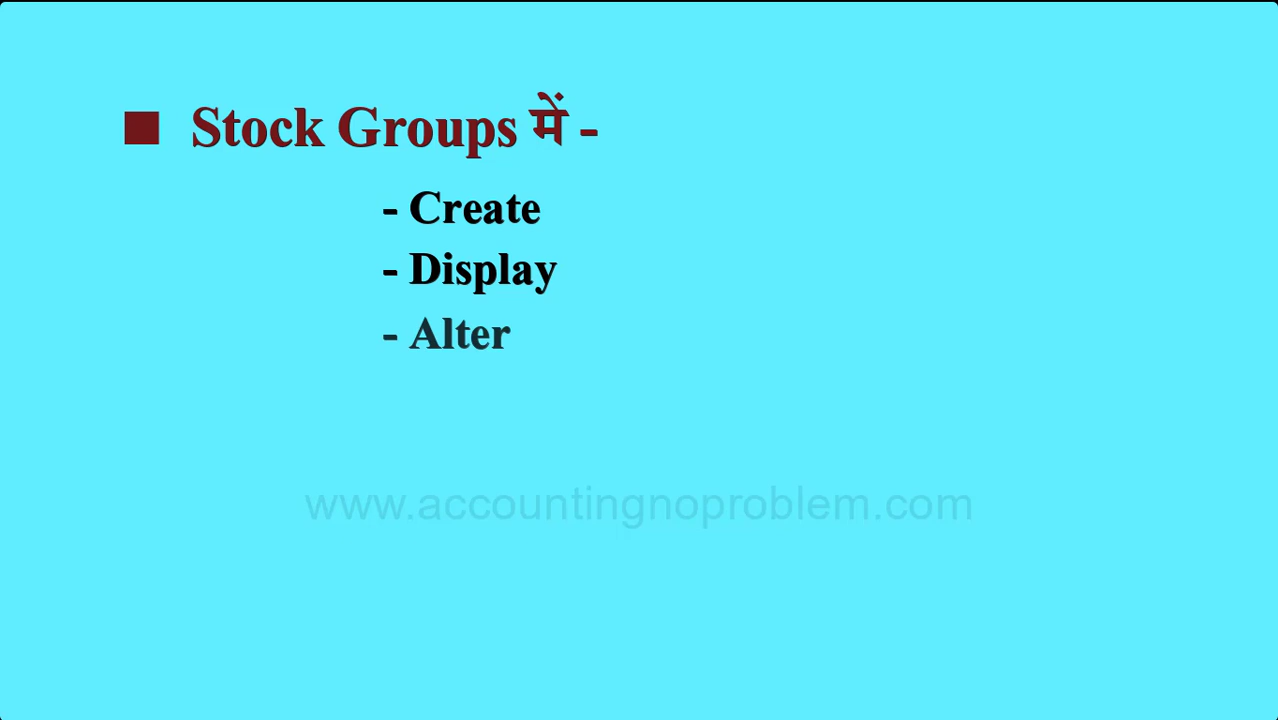 ■ Stock Groups में -
- Create
- Display
- Alter
www.accountingnoproblem.com